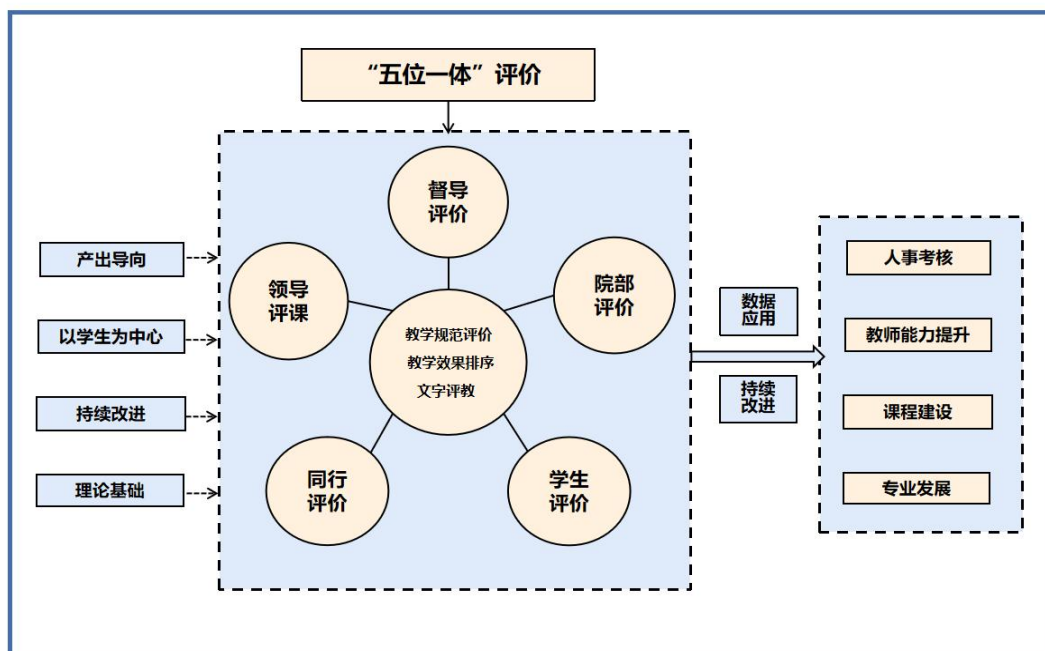 “五位一体”评价
产出导向
以学生为中心
持续改进
理论基础
督导
评价
领导
评课
院部
评价
教学规范评价
教学效果排序
文字评教
同行
评价
学生
评价
数据
应用
持续
改进
人事考核
教师能力提升
课程建设
专业发展